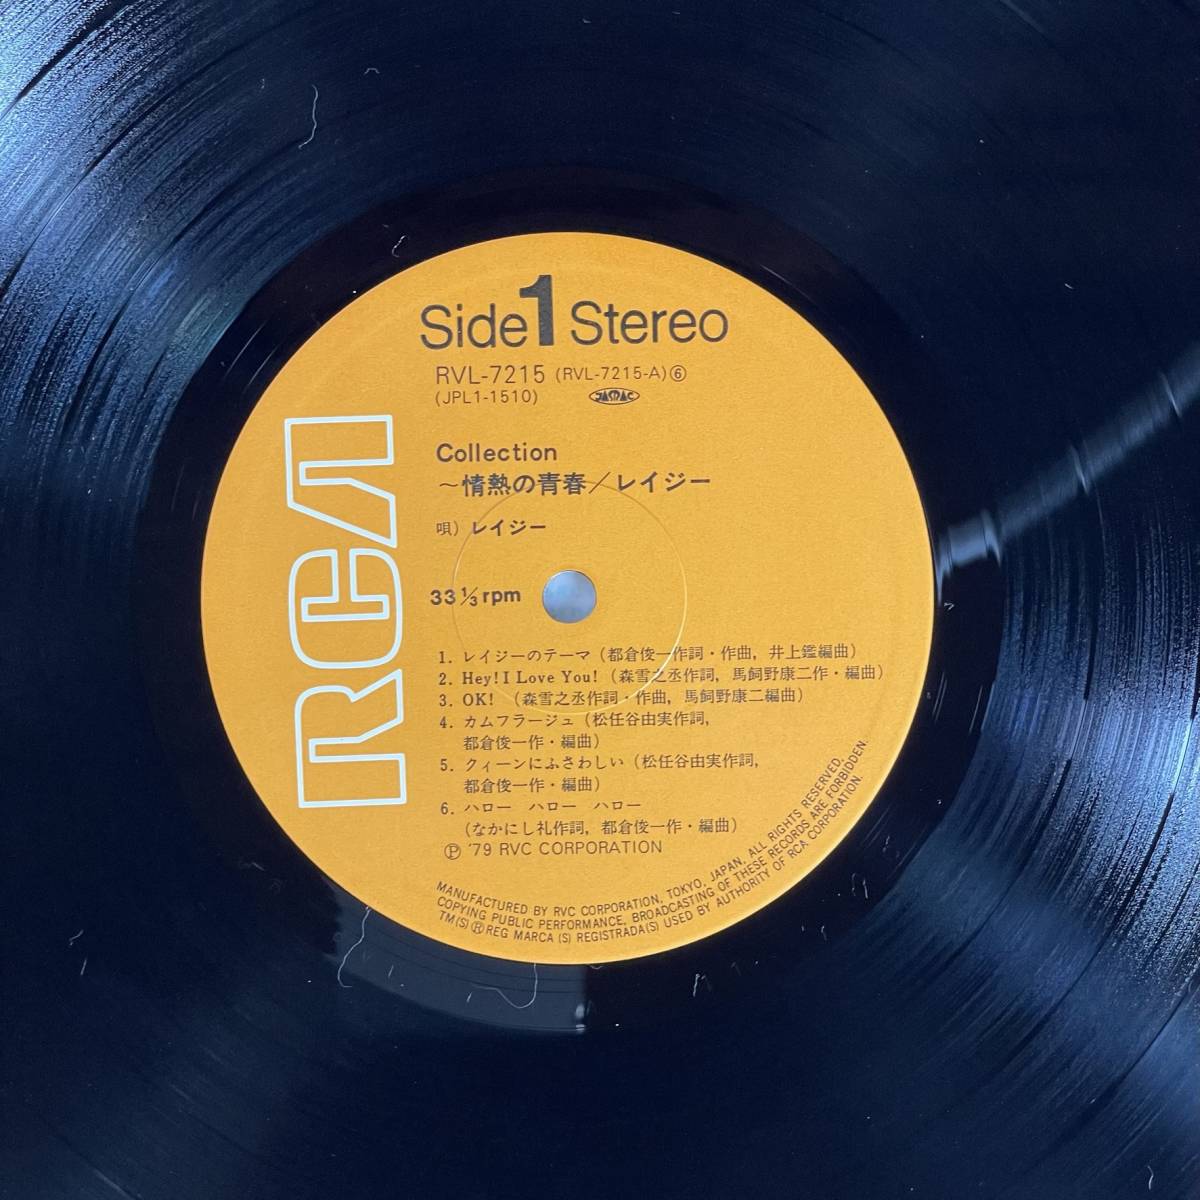 Side 1 Stereo
RVL-7215 (RVL-7215-A)⑥
(JPL1-1510) JASRAC
RCA
Collection
～情熱の青春／レイジー
唄）レイジー
33 1/3 rpm
1. レイジーのテーマ（都倉俊一作詞・作曲, 井上鑑編曲）
2. Hey! I Love You!（森雪之丞作詞, 馬飼野康二作・編曲）
3. OK!（森雪之丞作詞・作曲, 馬飼野康二編曲）
4. カムフラージュ（松任谷由実作詞,
都倉俊一作・編曲）
5. クィーンにふさわしい（松任谷由実作詞,
都倉俊一作・編曲）
6. ハロー ハロー ハロー
（なかにし礼作詞, 都倉俊一作・編曲）
Ⓟ '79 RVC CORPORATION
MANUFACTURED BY RVC CORPORATION, TOKYO, JAPAN, ALL RIGHTS RESERVED,
COPYING PUBLIC PERFORMANCE, BROADCASTING OF THESE RECORDS ARE FORBIDDEN.
TM(S)®REG MARCA (S) REGISTRADA(S) USED BY AUTHORITY OF RCA CORPORATION.